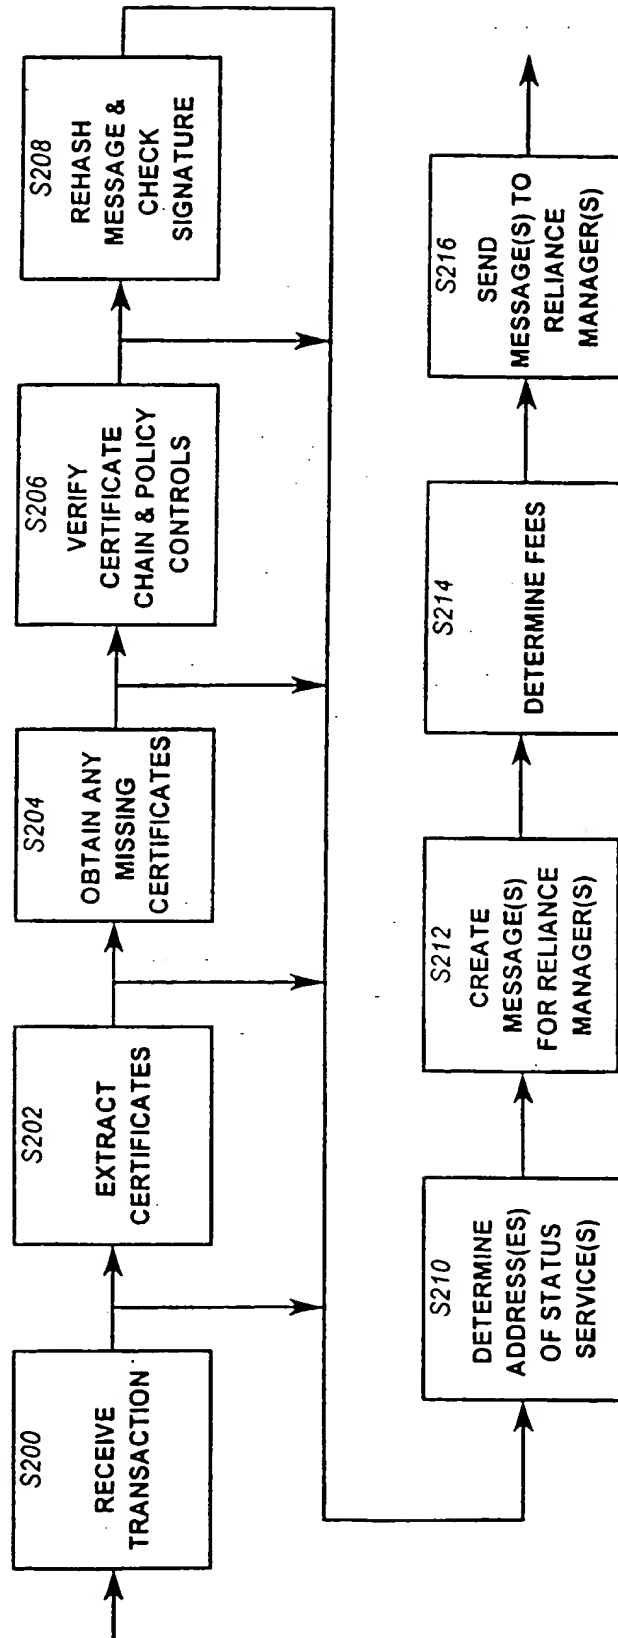 S200
RECEIVE
TRANSACTION
S202
EXTRACT
CERTIFICATES
S204
OBTAIN ANY
MISSING
CERTIFICATES
S206
VERIFY
CERTIFICATE
CHAIN & POLICY
CONTROLS
S208
REHASH
MESSAGE &
CHECK
SIGNATURE
S210
DETERMINE
ADDRESS(ES)
OF STATUS
SERVICE(S)
S212
CREATE
MESSAGE(S)
FOR RELIANCE
MANAGER(S)
S214
DETERMINE FEES
S216
SEND
MESSAGE(S) TO
RELIANCE
MANAGER(S)